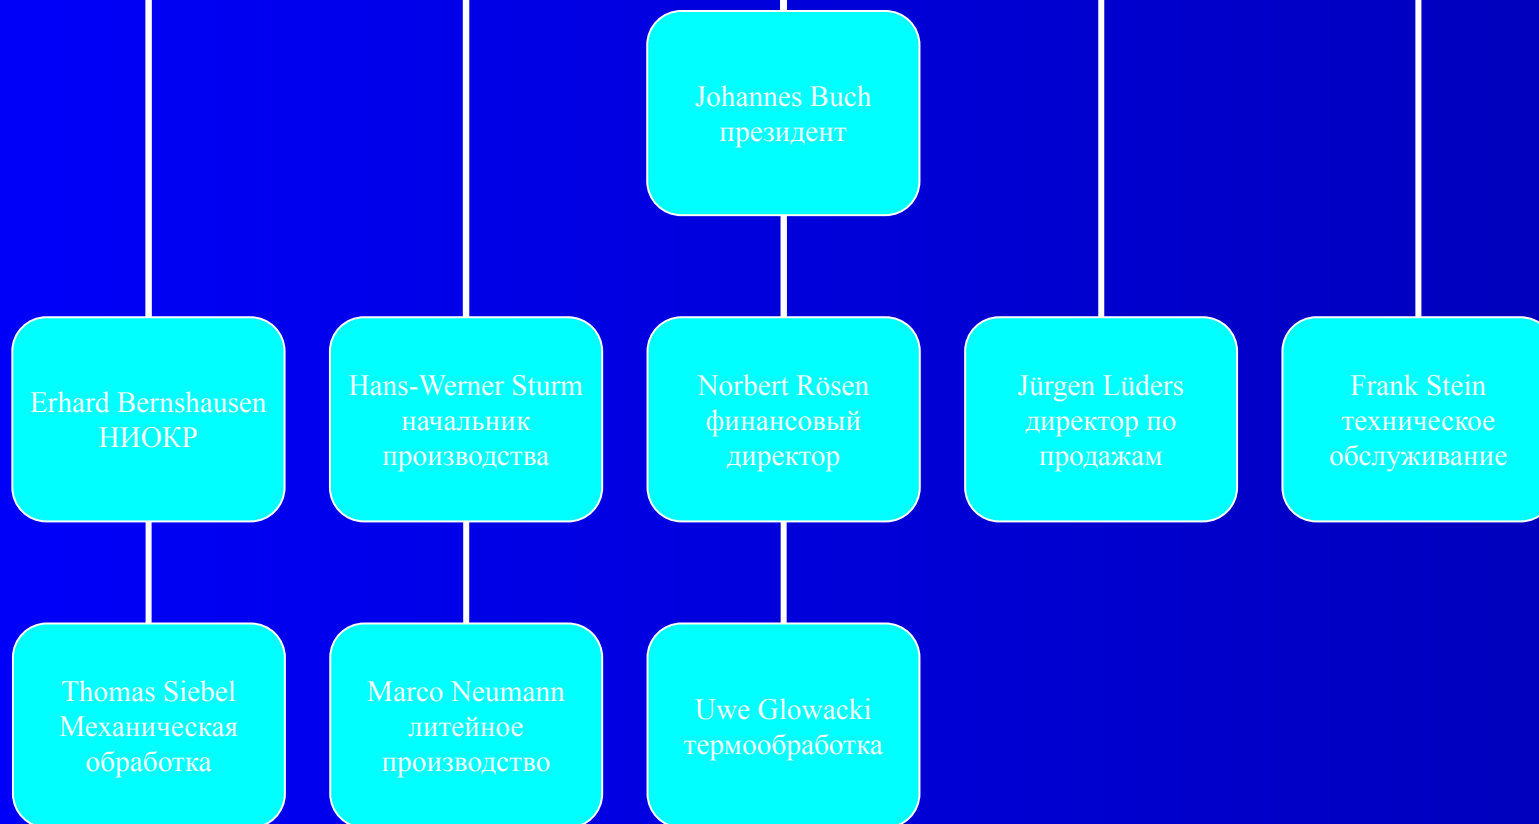 Johannes Buch
президент
Erhard Bernshausen
НИОКР
Hans-Werner Sturm
начальник
производства
Norbert Rösen
финансовый
директор
Jürgen Lüders
директор по
продажам
Frank Stein
техническое
обслуживание
Thomas Siebel
Механическая
обработка
Marco Neumann
литейное
производство
Uwe Glowacki
термообработка